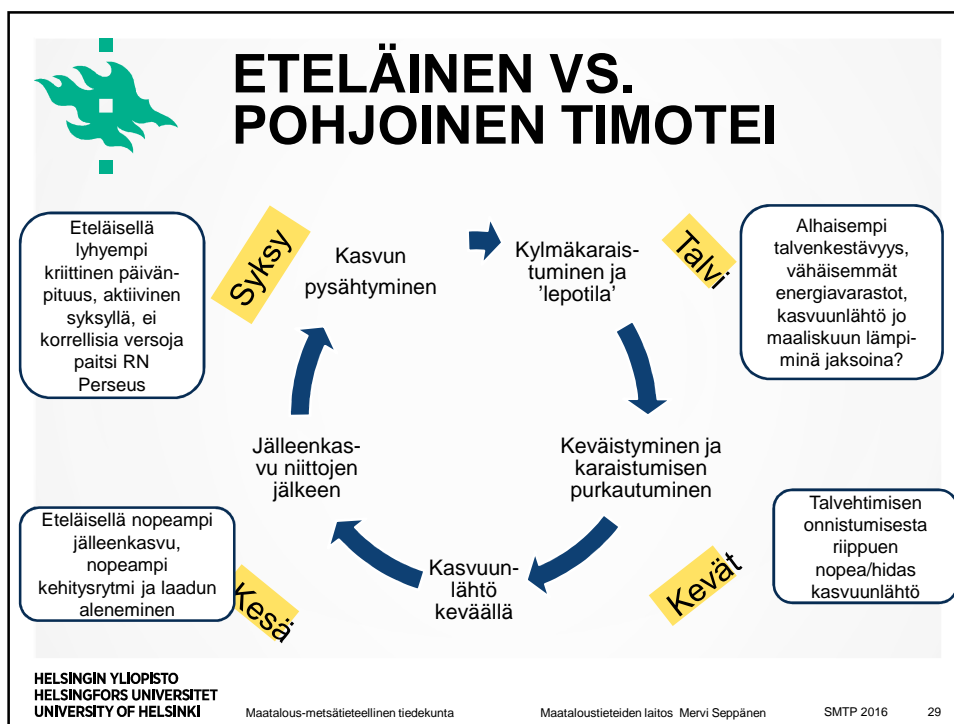 ETELÄINEN VS.
POHJOINEN TIMOTEI
Eteläisellä
lyhyempi
kriittinen päivän-
pituus, aktiivinen
syksyllä, ei
korrellisia versoja
paitsi RN
Perseus
Syksy
Kasvun
pysähtyminen
Kylmäkarais-
tuminen ja
'lepotila'
Talvi
Alhaisempi
talvenkestävyys,
vähäisemmät
energiavarastot,
kasvuunlähtö jo
maaliskuun lämpi-
minä jaksoina?
Jälleenkas-
vu niittojen
jälkeen
Keväistyminen ja
karaistumisen
purkautuminen
Eteläisellä nopeampi
jälleenkasvu,
nopeampi
kehitysrytmi ja laadun
aleneminen
Kesä
Kasvuun-
lähtö
keväällä
Kevät
Talvehtimisen
onnistumisesta
riippuen
nopea/hidas
kasvuunlähtö
HELSINGIN YLIOPISTO
HELSINGFORS UNIVERSITET
UNIVERSITY OF HELSINKI
Maatalous-metsätieteellinen tiedekunta
Maataloustieteiden laitos Mervi Seppänen
SMTP 2016
29